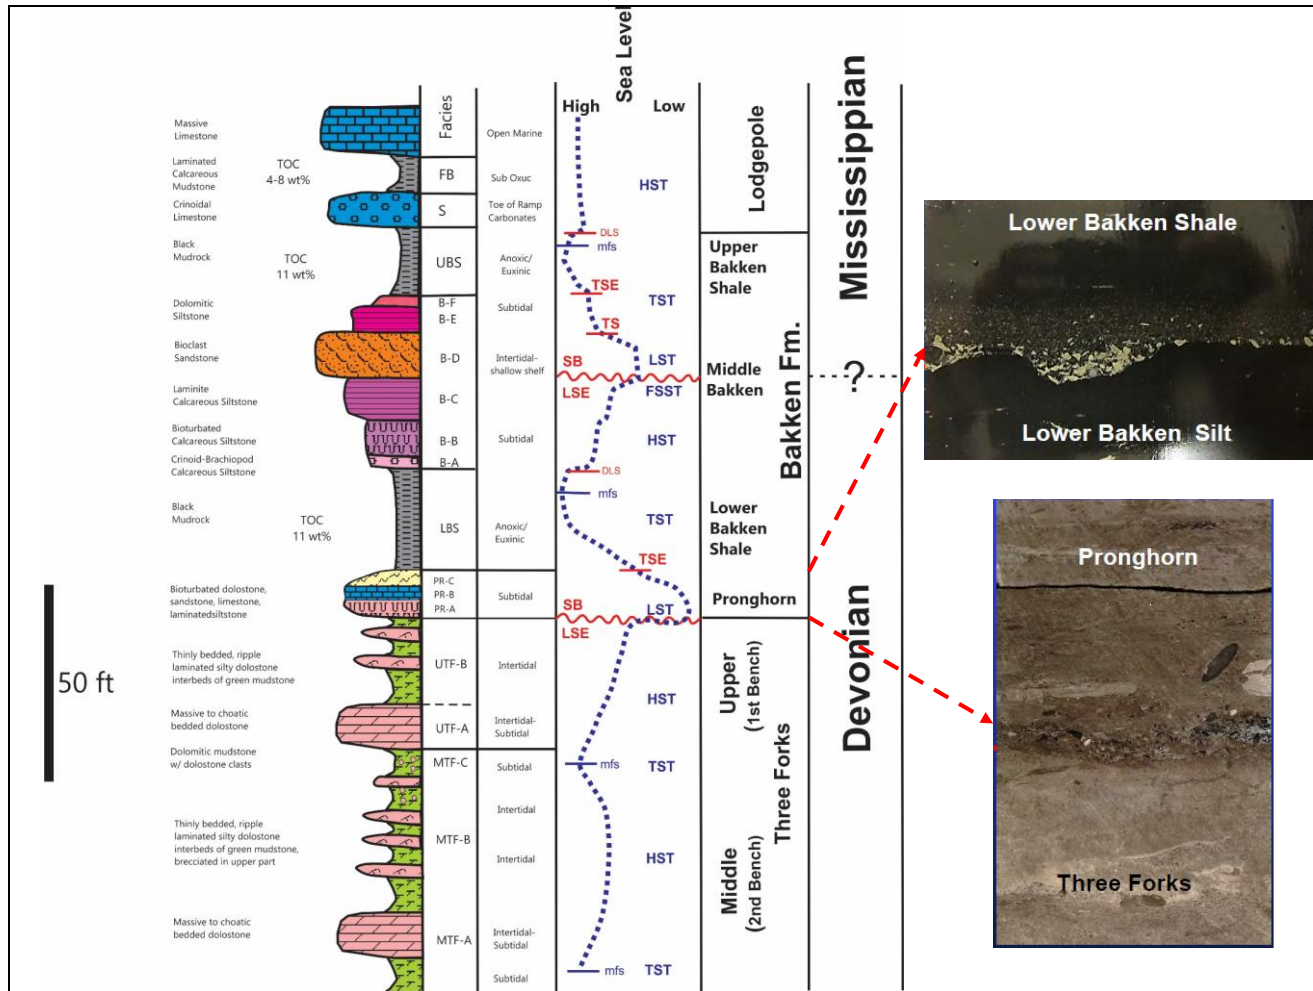 Sea Level
High
Low
Facies
Massive
Limestone
Open Marine
Laminated
Calcareous
Mudstone
TOC
4-8 wt%
FB
Sub Oxuc
HST
Crinoidal
Limestone
S
Toe of Ramp
Carbonates
Lodgepole
Mississippian
DLS
mfs
Black
Mudrock
TOC
11 wt%
UBS
Anoxic/
Euxinic
Upper
Bakken
Shale
TSE
Dolomitic
Siltstone
B-F
B-E
Subtidal
TST
TS
Bioclast
Sandstone
B-D
Intertidal-
shallow shelf
SB
LST
LSE
FSST
Middle
Bakken
Bakken Fm.
?
Laminite
Calcareous Siltstone
B-C
Bioturbated
Calcareous Siltstone
B-B
Subtidal
HST
Crinoid-Brachiopod
Calcareous Siltstone
B-A
DLS
mfs
Black
Mudrock
TOC
11 wt%
LBS
Anoxic/
Euxinic
TST
Lower
Bakken
Shale
TSE
Bioturbated dolostone,
sandstone, limestone,
laminatedsiltstone
PR-C
PR-B
PR-A
Subtidal
SB
LST
LSE
Pronghorn
Devonian
50 ft
Thinly bedded, ripple
laminated silty dolostone
interbeds of green mudstone
UTF-B
Intertidal
HST
Upper
(1st Bench)
Massive to choatic
bedded dolostone
UTF-A
Intertidal-
Subtidal
Dolomitic mudstone
w/ dolostone clasts
MTF-C
Subtidal
mfs
TST
Three Forks
Intertidal
Thinly bedded, ripple
laminated silty dolostone
interbeds of green mudstone,
brecciated in upper part
MTF-B
Intertidal
HST
Middle
(2nd Bench)
Massive to choatic
bedded dolostone
MTF-A
Intertidal-
Subtidal
mfs
TST
Subtidal
Lower Bakken Shale
Lower Bakken Silt
Pronghorn
Three Forks